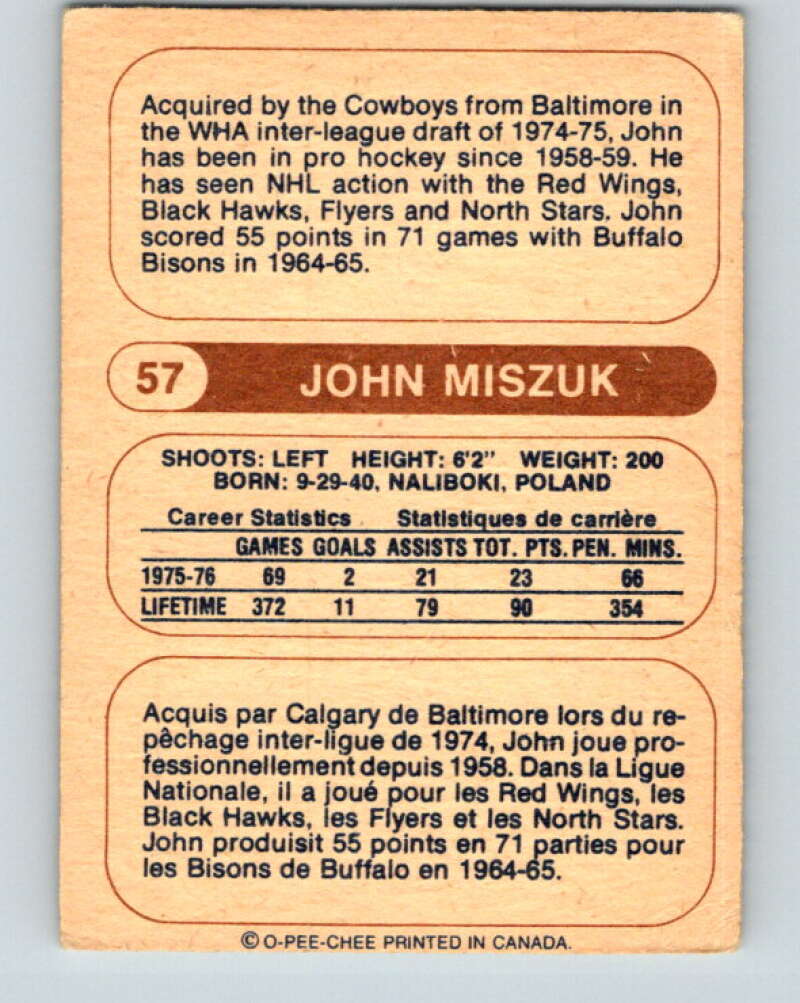 Acquired by the Cowboys from Baltimore in
the WHA inter-league draft of 1974-75, John
has been in pro hockey since 1958-59. He
has seen NHL action with the Red Wings,
Black Hawks, Flyers and North Stars. John
scored 55 points in 71 games with Buffalo
Bisons in 1964-65.
57 JOHN MISZUK
SHOOTS: LEFT HEIGHT: 6'2" WEIGHT: 200
BORN: 9-29-40, NALIBOKI, POLAND
Career Statistics Statistiques de carrière
GAMES GOALS ASSISTS TOT. PTS. PEN. MINS.
1975-76 69 2 21 23 66
LIFETIME 372 11 79 90 354
Acquis par Calgary de Baltimore lors du re-
pêchage inter-ligue de 1974, John joue pro-
fessionnellement depuis 1958. Dans la Ligue
Nationale, il a joué pour les Red Wings, les
Black Hawks, les Flyers et les North Stars.
John produisit 55 points en 71 parties pour
les Bisons de Buffalo en 1964-65.
© O-PEE-CHEE PRINTED IN CANADA.